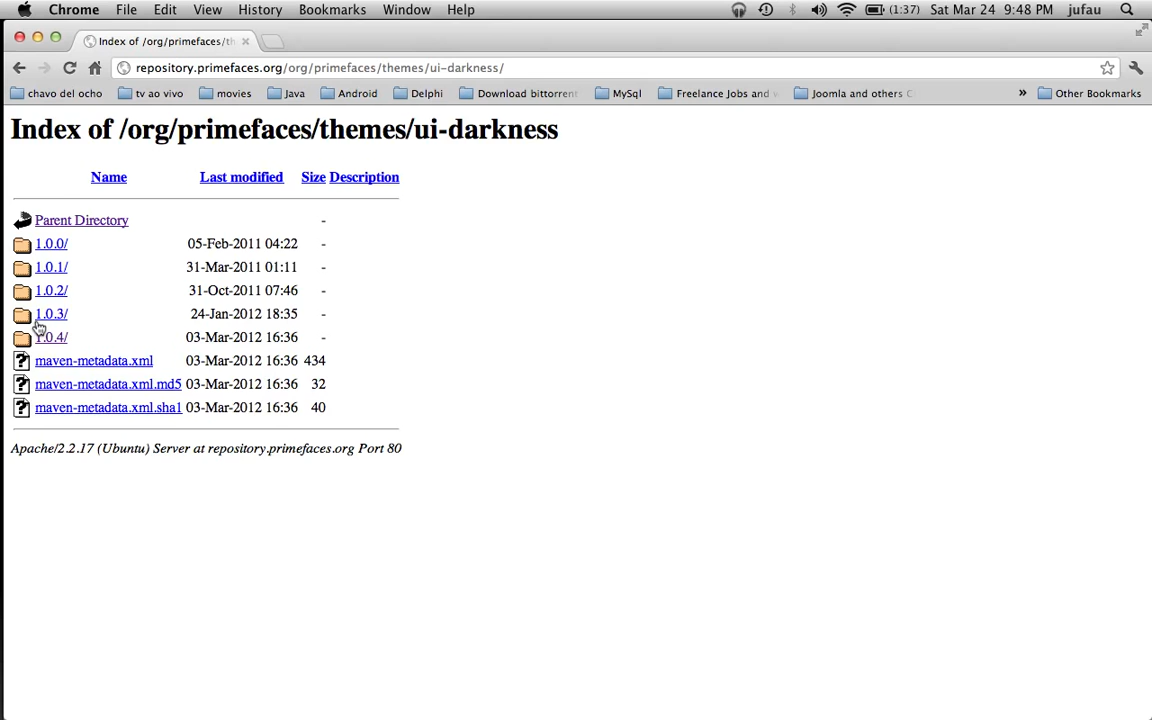 Chrome File Edit View History Bookmarks Window Help (1:37) Sat Mar 24 9:48 PM jufau
Index of /org/primefaces/th
repository.primefaces.org/org/primefaces/themes/ui-darkness/
chavo del ocho tv ao vivo movies Java Android Delphi Download bittorrent MySql Freelance Jobs and Joomla and others » Other Bookmarks
Index of /org/primefaces/themes/ui-darkness
Name Last modified Size Description
Parent Directory -
1.0.0/ 05-Feb-2011 04:22 -
1.0.1/ 31-Mar-2011 01:11 -
1.0.2/ 31-Oct-2011 07:46 -
1.0.3/ 24-Jan-2012 18:35 -
1.0.4/ 03-Mar-2012 16:36 -
maven-metadata.xml 03-Mar-2012 16:36 434
maven-metadata.xml.md5 03-Mar-2012 16:36 32
maven-metadata.xml.sha1 03-Mar-2012 16:36 40
Apache/2.2.17 (Ubuntu) Server at repository.primefaces.org Port 80